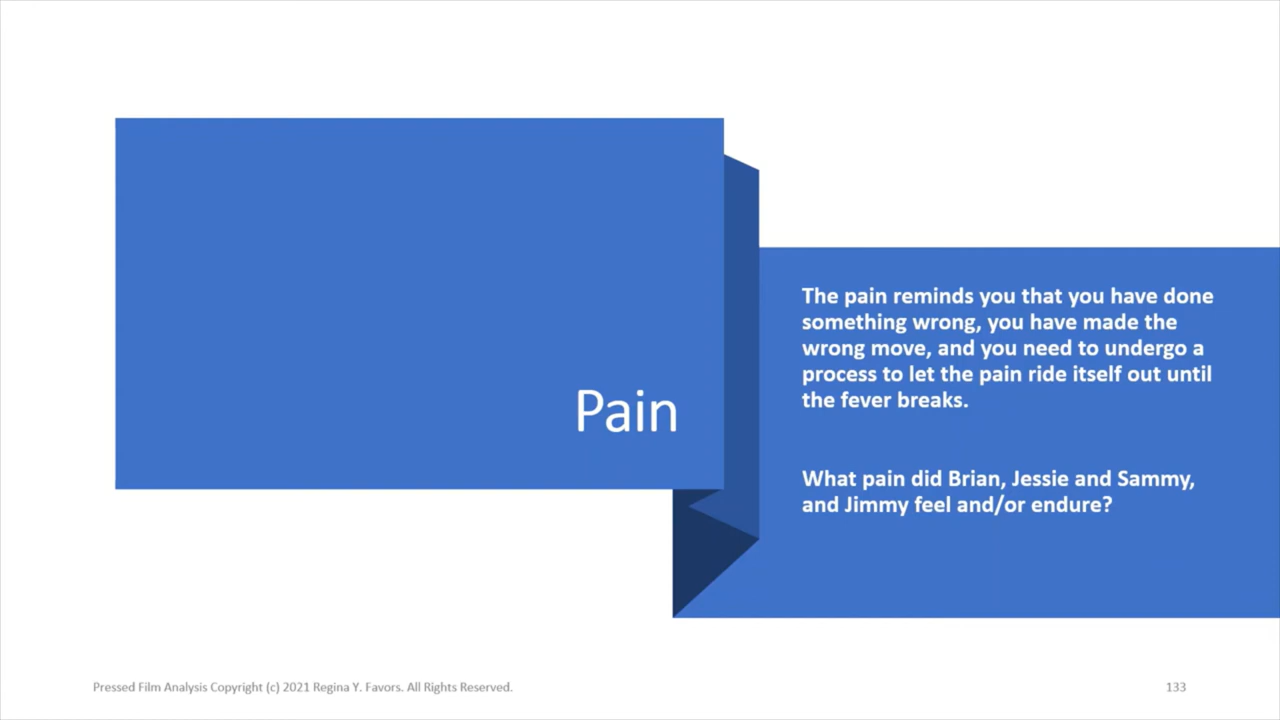 Pain
The pain reminds you that you have done
something wrong, you have made the
wrong move, and you need to undergo a
process to let the pain ride itself out until
the fever breaks.
What pain did Brian, Jessie and Sammy,
and Jimmy feel and/or endure?
Pressed Film Analysis Copyright (c) 2021 Regina Y. Favors. All Rights Reserved.
133